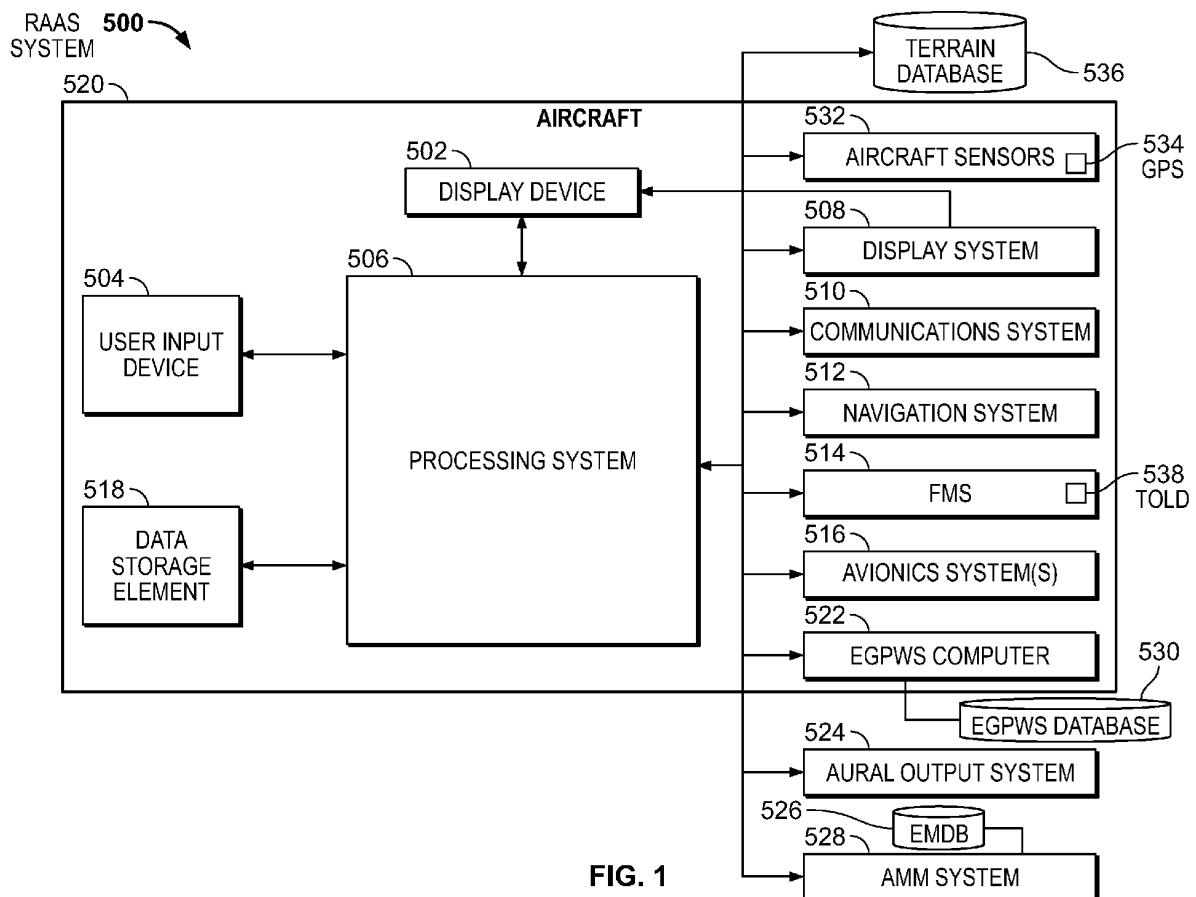 RAAS 500
SYSTEM
TERRAIN
DATABASE
536
520
AIRCRAFT
532
AIRCRAFT SENSORS
534
GPS
502
DISPLAY DEVICE
508
DISPLAY SYSTEM
506
504
USER INPUT
DEVICE
510
COMMUNICATIONS SYSTEM
512
NAVIGATION SYSTEM
PROCESSING SYSTEM
514
FMS
538
TOLD
518
DATA
STORAGE
ELEMENT
516
AVIONICS SYSTEM(S)
522
EGPWS COMPUTER
530
EGPWS DATABASE
524
AURAL OUTPUT SYSTEM
526
EMDB
528
AMM SYSTEM
FIG. 1